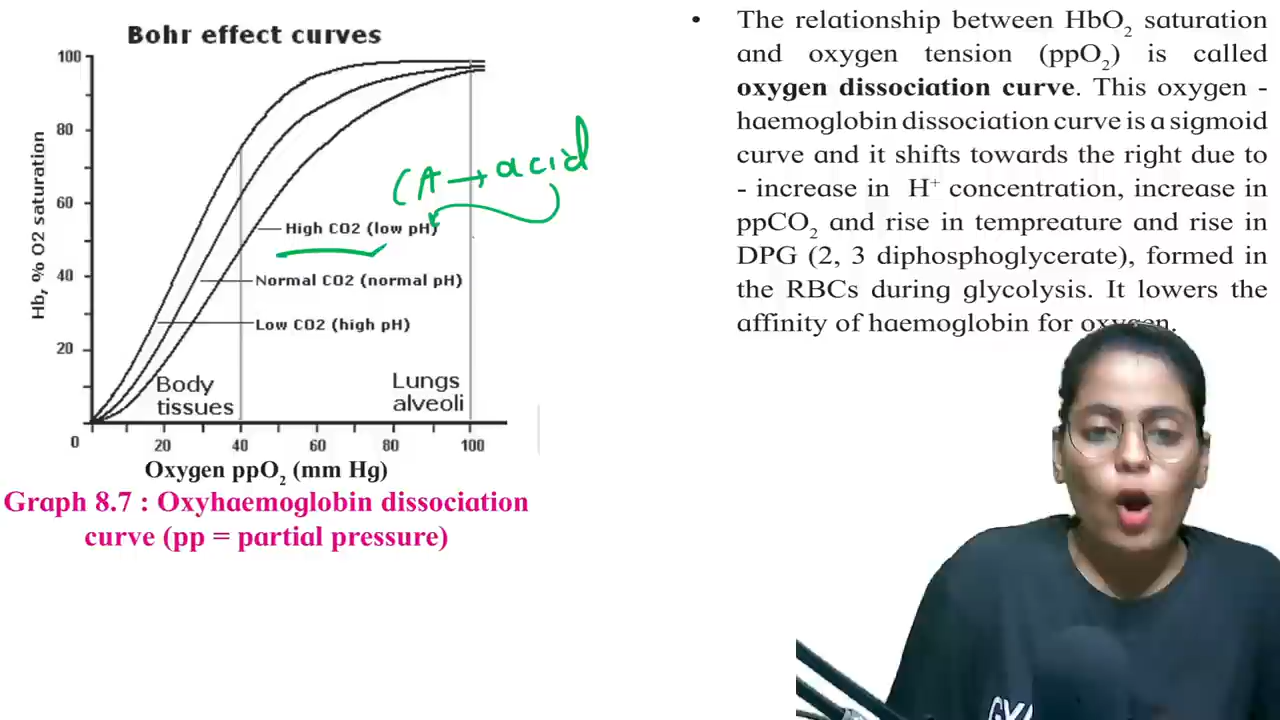 Bohr effect curves
100
80
60
40
20
0
Hb, % O2 saturation
CA → acid
High CO2 (low pH)
Normal CO2 (normal pH)
Low CO2 (high pH)
Body
tissues
Lungs
alveoli
20 40 60 80 100
Oxygen ppO₂ (mm Hg)
Graph 8.7 : Oxyhaemoglobin dissociation
curve (pp = partial pressure)
• The relationship between HbO₂ saturation
and oxygen tension (ppO₂) is called
oxygen dissociation curve. This oxygen -
haemoglobin dissociation curve is a sigmoid
curve and it shifts towards the right due to
- increase in H⁺ concentration, increase in
ppCO₂ and rise in tempreature and rise in
DPG (2, 3 diphosphoglycerate), formed in
the RBCs during glycolysis. It lowers the
affinity of haemoglobin for oxygen.